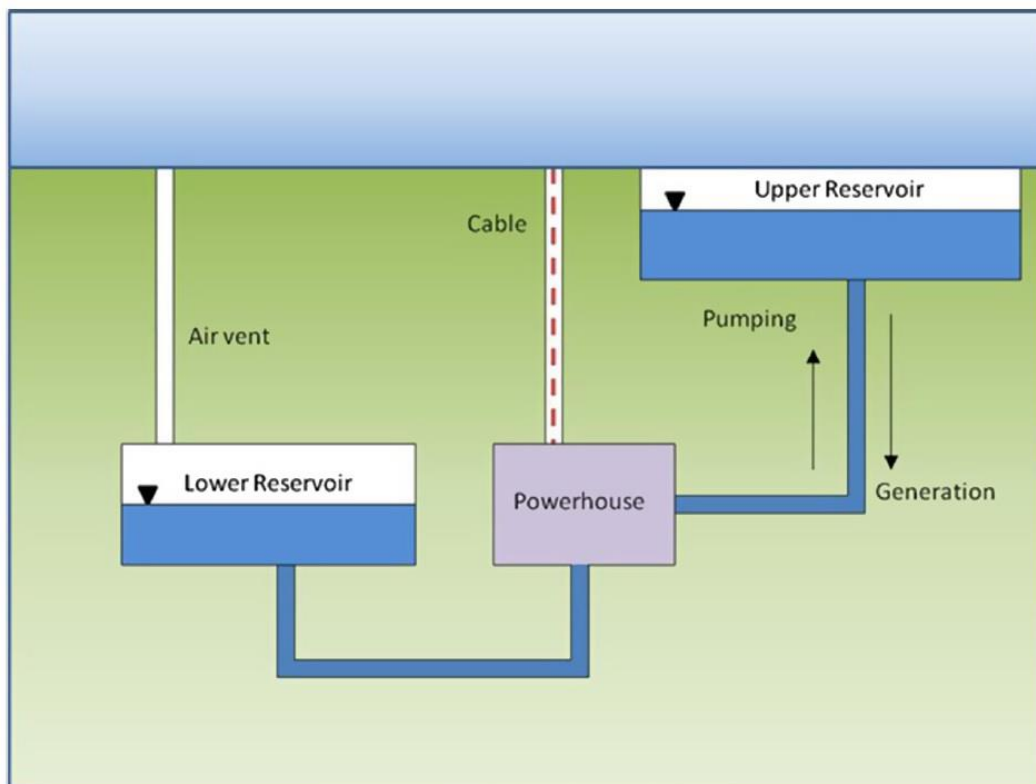 Upper Reservoir
Cable
Pumping
Air vent
Lower Reservoir
Powerhouse
Generation